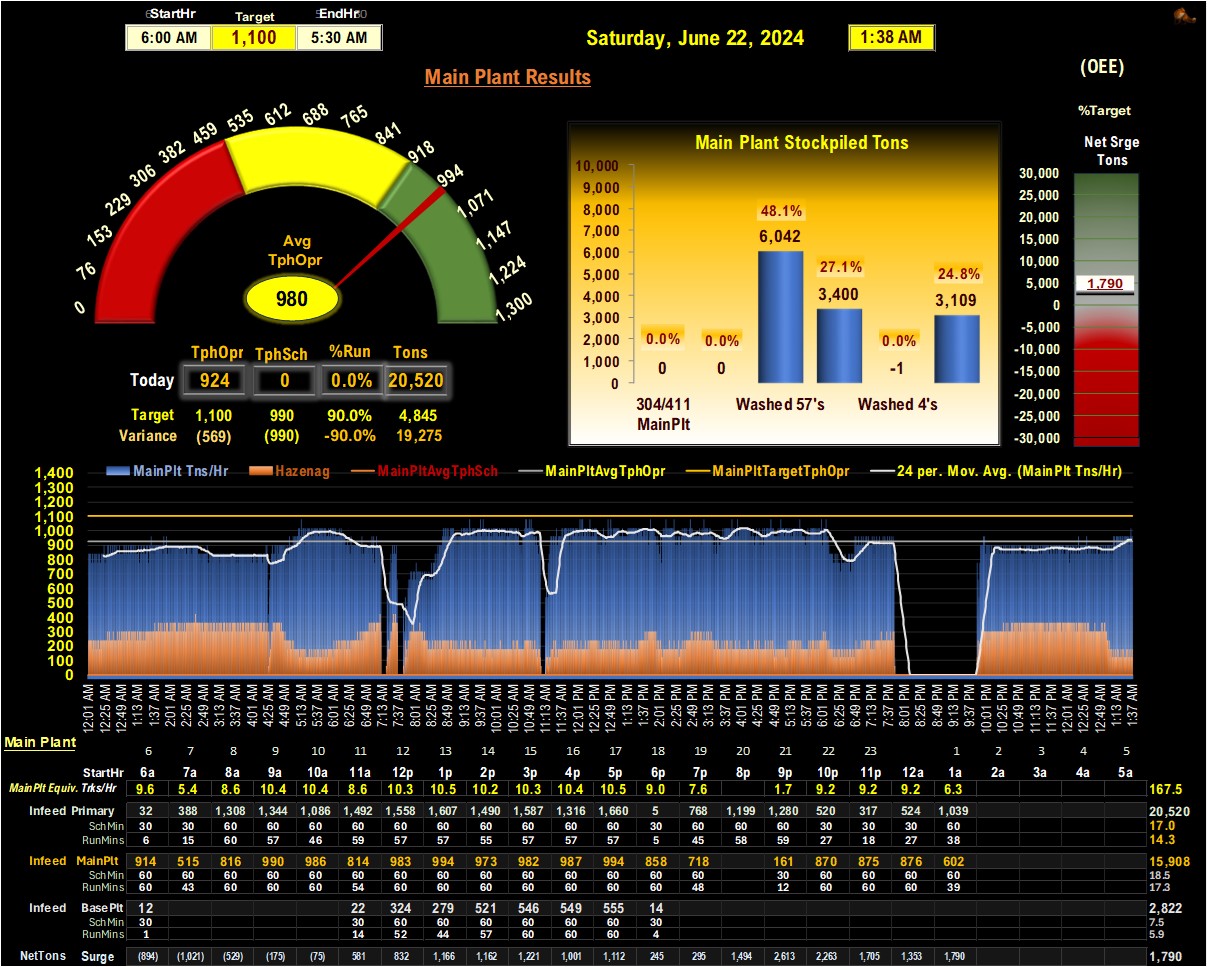 StartHr Target EndHr
6:00 AM 1,100 5:30 AM
Saturday, June 22, 2024 1:38 AM
(OEE)
Main Plant Results
%Target
Net Srge
Tons
0 76 153 229 306 382 459 535 612 688 765 841 918 994 1,071 1,147 1,224 1,300
Avg
TphOpr
980
TphOpr TphSch %Run Tons
Today 924 0 0.0% 20,520
Target 1,100 990 90.0% 4,845
Variance (569) (990) -90.0% 19,275
Main Plant Stockpiled Tons
10,000
9,000
8,000
7,000
6,000
5,000
4,000
3,000
2,000
1,000
0
0.0% 0.0% 48.1% 27.1% 0.0% 24.8%
0 0 6,042 3,400 -1 3,109
304/411 Washed 57's Washed 4's
MainPlt
30,000
25,000
20,000
15,000
10,000
5,000
0
-5,000
-10,000
-15,000
-20,000
-25,000
-30,000
1,790
MainPlt Tns/Hr Hazenag MainPltAvgTphSch MainPltAvgTphOpr MainPltTargetTphOpr 24 per. Mov. Avg. (MainPlt Tns/Hr)
1,400
1,300
1,200
1,100
1,000
900
800
700
600
500
400
300
200
100
0
12:01 AM 12:25 AM 12:49 AM 1:13 AM 1:37 AM 2:01 AM 2:25 AM 2:49 AM 3:13 AM 3:37 AM 4:01 AM 4:25 AM 4:49 AM 5:13 AM 5:37 AM 6:01 AM 6:25 AM 6:49 AM 7:13 AM 7:37 AM 8:01 AM 8:25 AM 8:49 AM 9:13 AM 9:37 AM 10:01 AM 10:25 AM 10:49 AM 11:13 AM 11:37 AM 12:01 PM 12:25 PM 12:49 PM 1:13 PM 1:37 PM 2:01 PM 2:25 PM 2:49 PM 3:13 PM 3:37 PM 4:01 PM 4:25 PM 4:49 PM 5:13 PM 5:37 PM 6:01 PM 6:25 PM 6:49 PM 7:13 PM 7:37 PM 8:01 PM 8:25 PM 8:49 PM 9:13 PM 9:37 PM 10:01 PM 10:25 PM 10:49 PM 11:13 PM 11:37 PM 12:01 AM 12:25 AM 12:49 AM 1:13 AM 1:37 AM
Main Plant
6 7 8 9 10 11 12 13 14 15 16 17 18 19 20 21 22 23 1 2 3 4 5
StartHr 6a 7a 8a 9a 10a 11a 12p 1p 2p 3p 4p 5p 6p 7p 8p 9p 10p 11p 12a 1a 2a 3a 4a 5a
MainPlt Equiv. Trks/Hr 9.6 5.4 8.6 10.4 10.4 8.6 10.3 10.5 10.2 10.3 10.4 10.5 9.0 7.6 1.7 9.2 9.2 9.2 6.3 167.5
Infeed Primary 32 388 1,308 1,344 1,086 1,492 1,558 1,607 1,490 1,587 1,316 1,660 5 768 1,199 1,280 520 317 524 1,039 20,520
SchMin 30 30 60 60 60 60 60 60 60 60 60 60 30 60 60 60 30 30 30 60 17.0
RunMins 6 15 60 57 46 59 57 57 55 57 57 57 5 45 58 59 27 18 27 38 14.3
Infeed MainPlt 914 515 816 990 986 814 983 994 973 982 987 994 858 718 161 870 875 876 602 15,908
SchMin 60 60 60 60 60 60 60 60 60 60 60 60 60 60 30 60 60 60 60 18.5
RunMins 60 43 60 60 60 54 60 60 60 60 60 60 60 48 12 60 60 60 39 17.3
Infeed BasePlt 12 22 324 279 521 546 549 555 14 2,822
SchMin 30 30 60 60 60 60 60 60 30 7.5
RunMins 1 14 52 44 57 60 60 60 4 5.9
NetTons Surge (894) (1,021) (529) (175) (75) 581 832 1,166 1,162 1,221 1,001 1,112 245 295 1,494 2,613 2,263 1,705 1,353 1,790 1,790